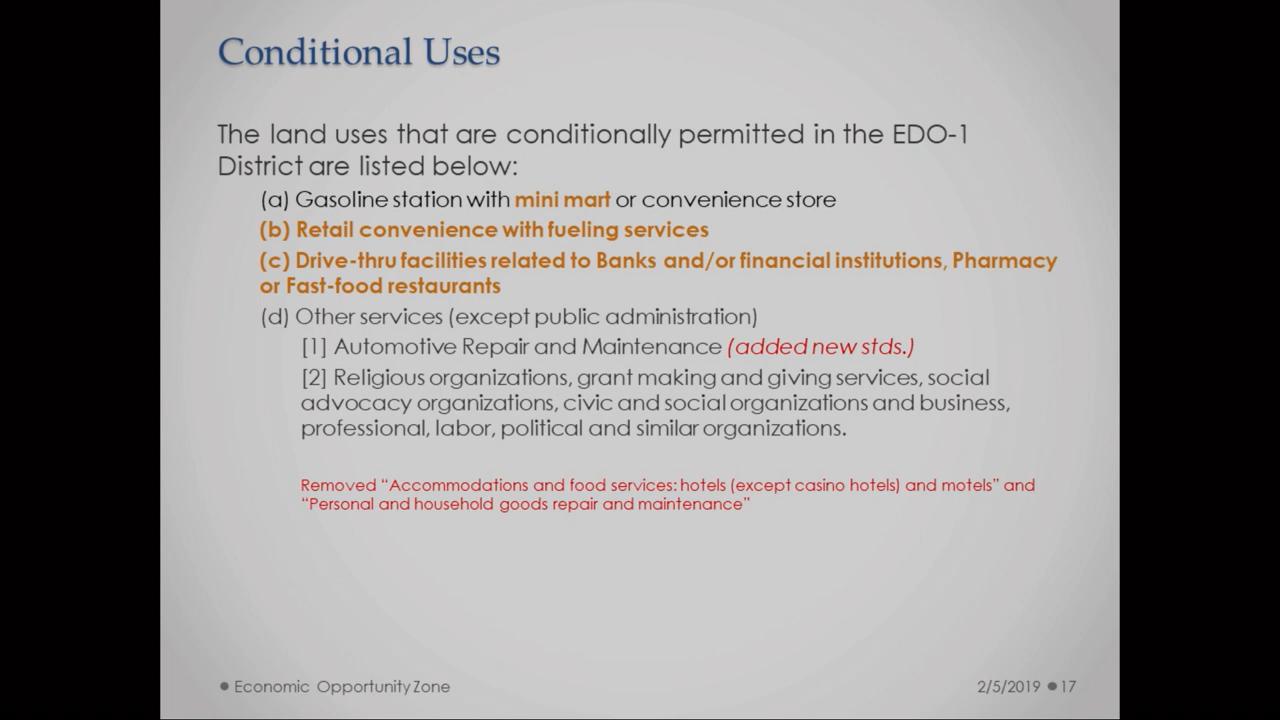 Conditional Uses
The land uses that are conditionally permitted in the EDO-1
District are listed below:
(a) Gasoline station with mini mart or convenience store
(b) Retail convenience with fueling services
(c) Drive-thru facilities related to Banks and/or financial institutions, Pharmacy
or Fast-food restaurants
(d) Other services (except public administration)
[1] Automotive Repair and Maintenance (added new stds.)
[2] Religious organizations, grant making and giving services, social
advocacy organizations, civic and social organizations and business,
professional, labor, political and similar organizations.
Removed “Accommodations and food services: hotels (except casino hotels) and motels” and
“Personal and household goods repair and maintenance”
Economic Opportunity Zone
2/5/2019 17